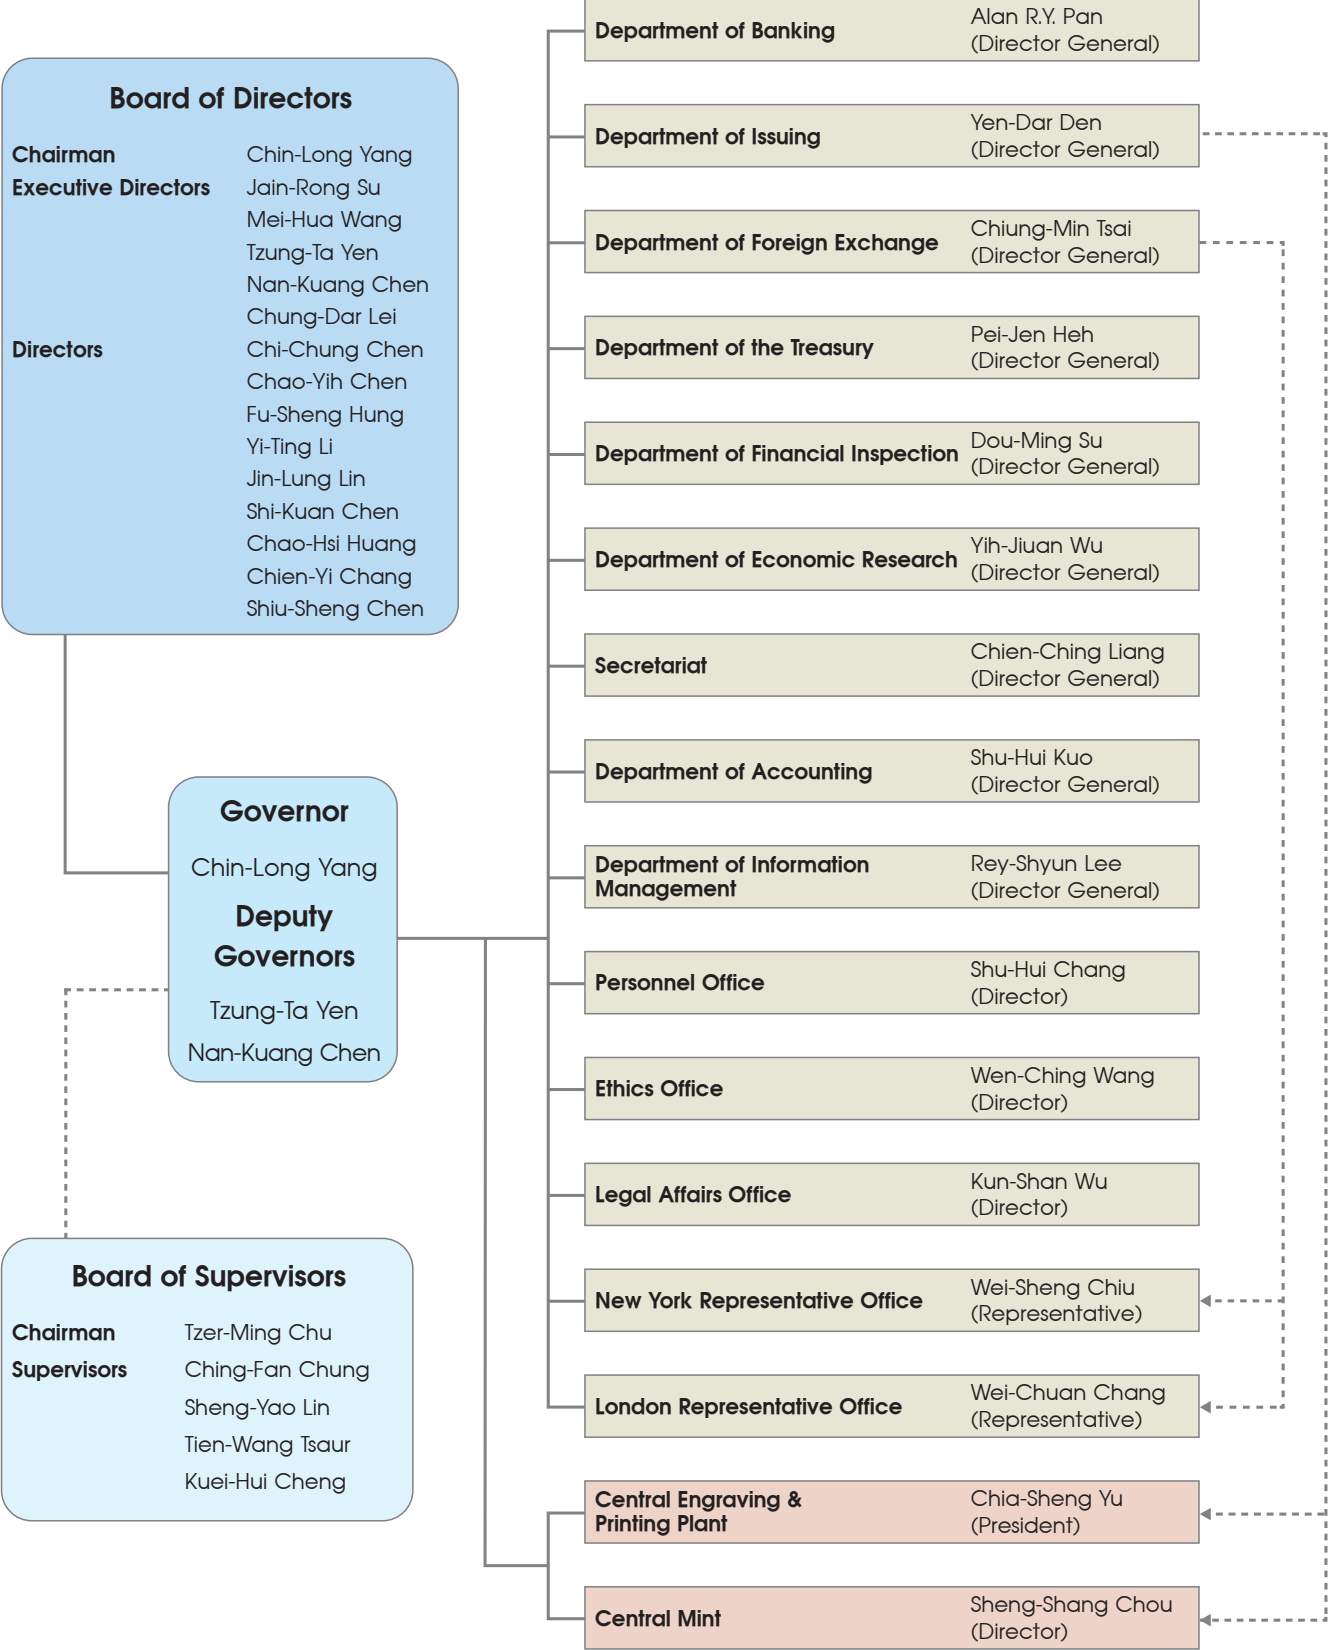 Board of Directors
Chairman Chin-Long Yang
Executive Directors Jain-Rong Su
Mei-Hua Wang
Tzung-Ta Yen
Nan-Kuang Chen
Chung-Dar Lei
Directors Chi-Chung Chen
Chao-Yih Chen
Fu-Sheng Hung
Yi-Ting Li
Jin-Lung Lin
Shi-Kuan Chen
Chao-Hsi Huang
Chien-Yi Chang
Shiu-Sheng Chen
Governor
Chin-Long Yang
Deputy
Governors
Tzung-Ta Yen
Nan-Kuang Chen
Board of Supervisors
Chairman Tzer-Ming Chu
Supervisors Ching-Fan Chung
Sheng-Yao Lin
Tien-Wang Tsaur
Kuei-Hui Cheng
Department of Banking
Alan R.Y. Pan
(Director General)
Department of Issuing
Yen-Dar Den
(Director General)
Department of Foreign Exchange
Chiung-Min Tsai
(Director General)
Department of the Treasury
Pei-Jen Heh
(Director General)
Department of Financial Inspection
Dou-Ming Su
(Director General)
Department of Economic Research
Yih-Jiuan Wu
(Director General)
Secretariat
Chien-Ching Liang
(Director General)
Department of Accounting
Shu-Hui Kuo
(Director General)
Department of Information
Management
Rey-Shyun Lee
(Director General)
Personnel Office
Shu-Hui Chang
(Director)
Ethics Office
Wen-Ching Wang
(Director)
Legal Affairs Office
Kun-Shan Wu
(Director)
New York Representative Office
Wei-Sheng Chiu
(Representative)
London Representative Office
Wei-Chuan Chang
(Representative)
Central Engraving &
Printing Plant
Chia-Sheng Yu
(President)
Central Mint
Sheng-Shang Chou
(Director)